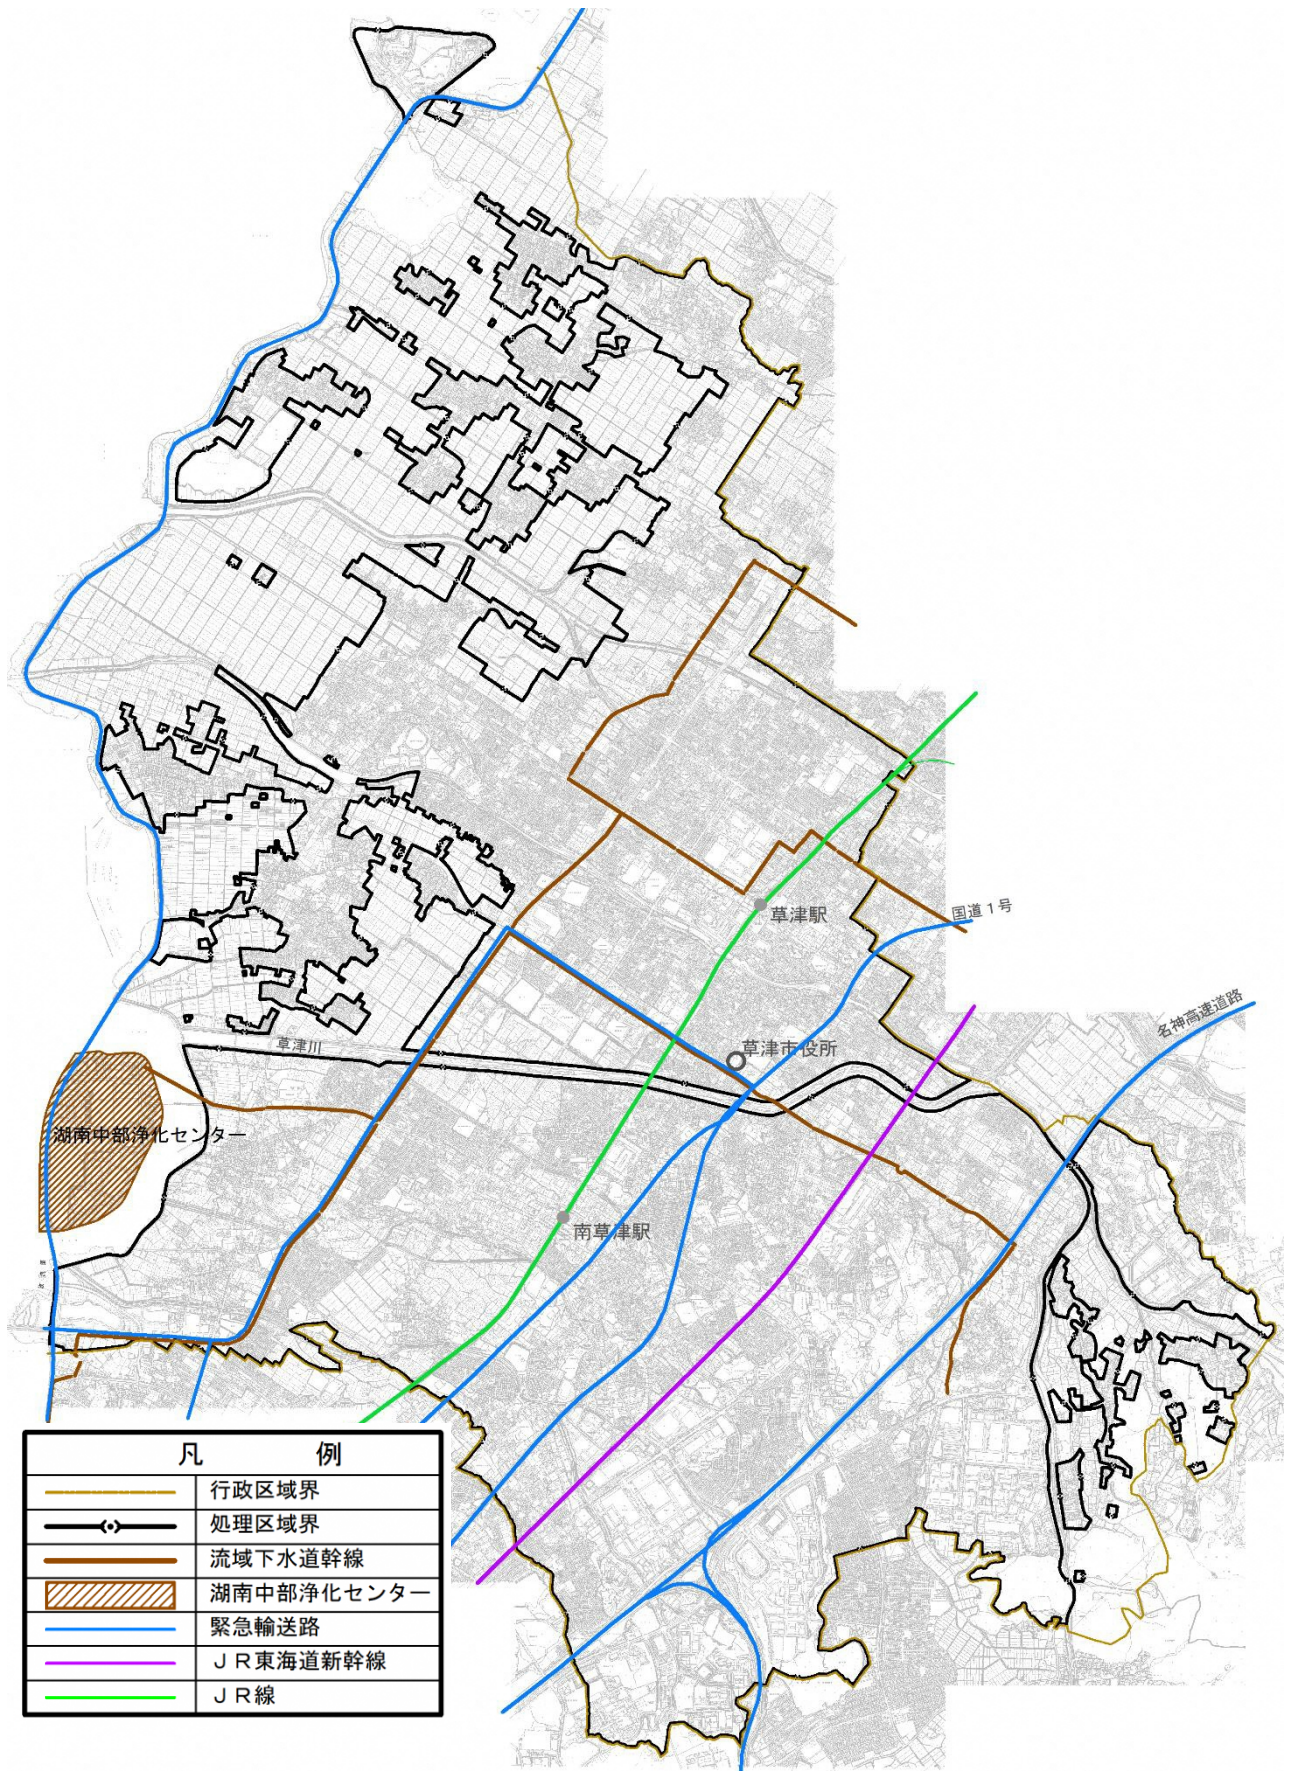 国道１号
草津駅
名神高速道路
草津川
草津市役所
湖南中部浄化センター
南草津駅
凡 例
行政区域界
処理区域界
流域下水道幹線
湖南中部浄化センター
緊急輸送路
ＪＲ東海道新幹線
ＪＲ線